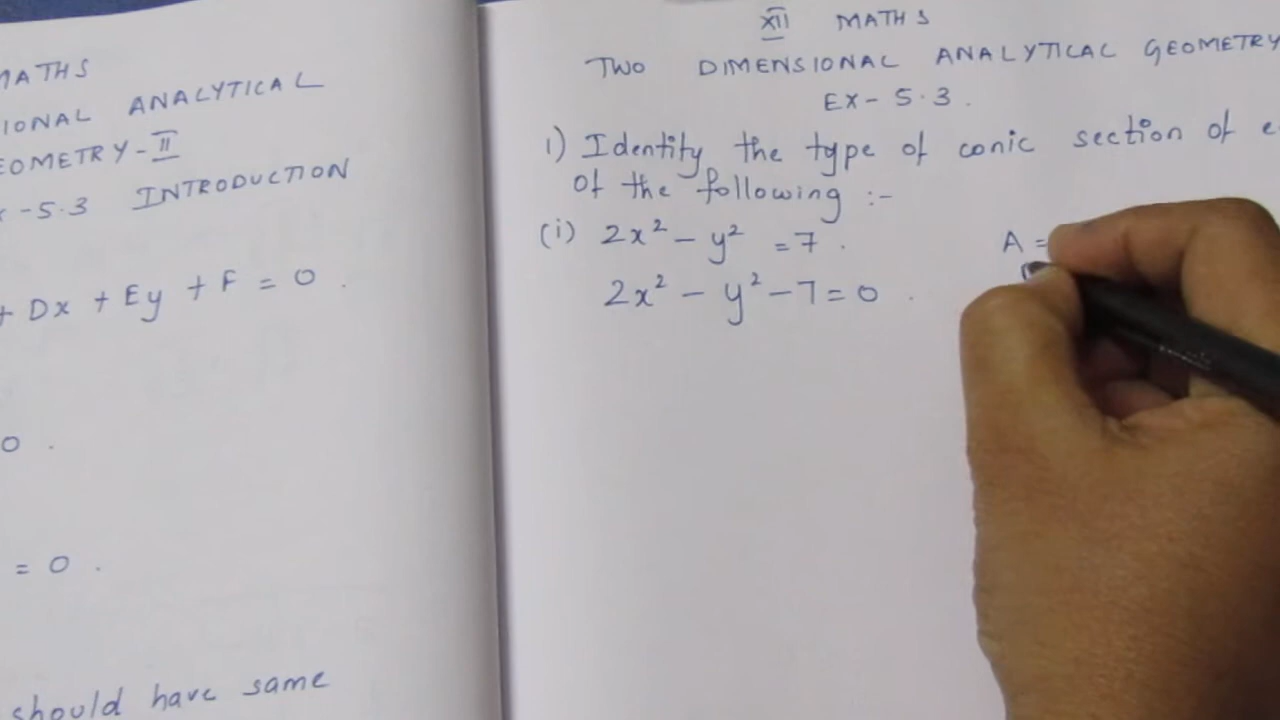 MATHS
IONAL ANALYTICAL
EOMETRY-II
-5.3 INTRODUCTION
+ Dx + Ey + F = 0 .
0 .
= 0 .
should have same
XII MATHS
TWO DIMENSIONAL ANALYTICAL GEOMETRY
EX- 5.3.
1) Identity the type of conic section of e
of the following :-
(i) 2x² - y² = 7 .
A =
2x² - y² - 7 = 0 .